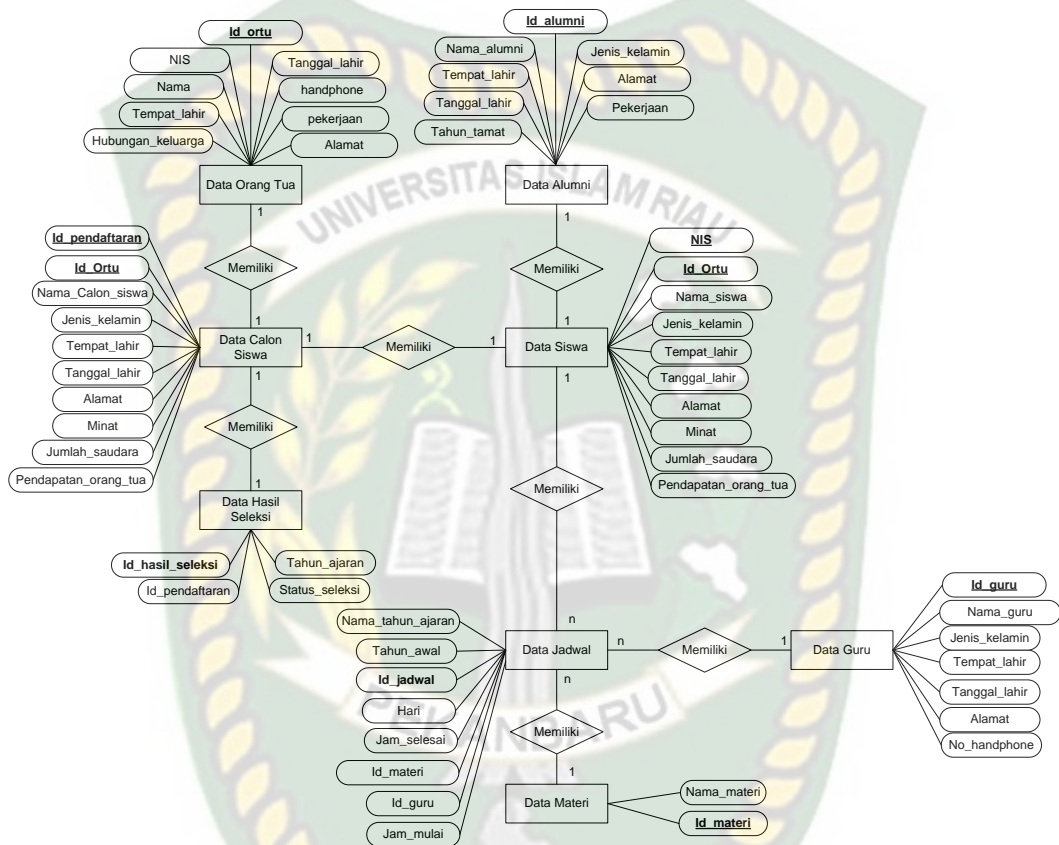 Id_ortu
NIS
Nama
Tempat_lahir
Hubungan_keluarga
Tanggal_lahir
handphone
pekerjaan
Alamat
Data Orang Tua
1
Memiliki
1
Id_alumni
Nama_alumni
Tempat_lahir
Tanggal_lahir
Tahun_tamat
Jenis_kelamin
Alamat
Pekerjaan
Data Alumni
1
Memiliki
1
UNIVERSITAS ISLAM RIAU
Id_pendaftaran
Id_Ortu
Nama_Calon_siswa
Jenis_kelamin
Tempat_lahir
Tanggal_lahir
Alamat
Minat
Jumlah_saudara
Pendapatan_orang_tua
Data Calon
Siswa
1
Memiliki
1
Data Siswa
NIS
Id_Ortu
Nama_siswa
Jenis_kelamin
Tempat_lahir
Tanggal_lahir
Alamat
Minat
Jumlah_saudara
Pendapatan_orang_tua
1
Memiliki
1
Data Hasil
Seleksi
Id_hasil_seleksi
Id_pendaftaran
Tahun_ajaran
Status_seleksi
1
Memiliki
n
Nama_tahun_ajaran
Tahun_awal
Id_jadwal
Hari
Jam_selesai
Id_materi
Id_guru
Jam_mulai
Data Jadwal
n
Memiliki
1
Data Guru
Id_guru
Nama_guru
Jenis_kelamin
Tempat_lahir
Tanggal_lahir
Alamat
No_handphone
n
Memiliki
1
PEKANBARU
Data Materi
Nama_materi
Id_materi